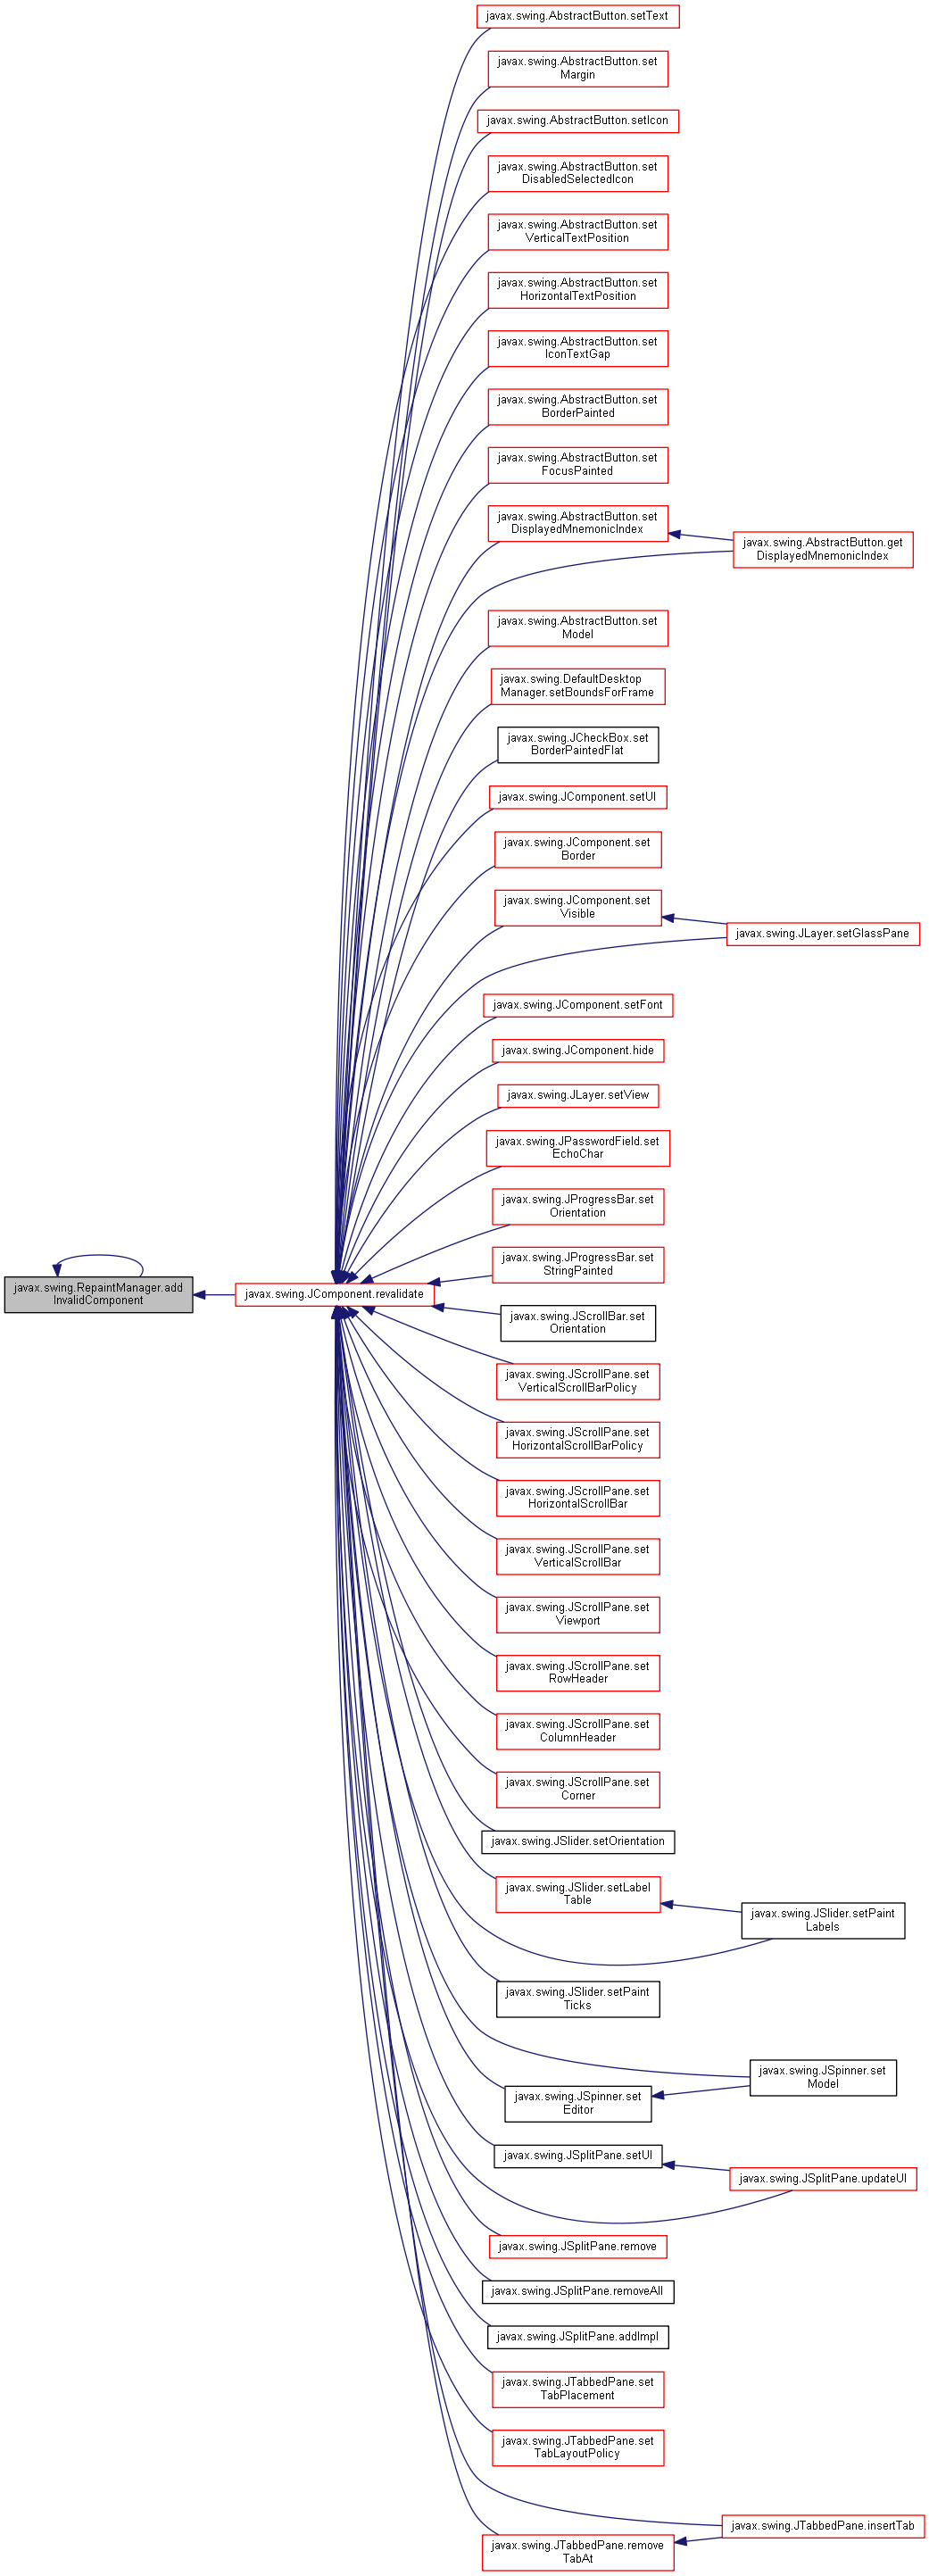 javax.swing.AbstractButton.setText
javax.swing.AbstractButton.set
Margin
javax.swing.AbstractButton.setIcon
javax.swing.AbstractButton.set
DisabledSelectedIcon
javax.swing.AbstractButton.set
VerticalTextPosition
javax.swing.AbstractButton.set
HorizontalTextPosition
javax.swing.AbstractButton.set
IconTextGap
javax.swing.AbstractButton.set
BorderPainted
javax.swing.AbstractButton.set
FocusPainted
javax.swing.AbstractButton.set
DisplayedMnemonicIndex
javax.swing.AbstractButton.get
DisplayedMnemonicIndex
javax.swing.AbstractButton.set
Model
javax.swing.DefaultDesktop
Manager.setBoundsForFrame
javax.swing.JCheckBox.set
BorderPaintedFlat
javax.swing.JComponent.setUI
javax.swing.JComponent.set
Border
javax.swing.JComponent.set
Visible
javax.swing.JLayer.setGlassPane
javax.swing.JComponent.setFont
javax.swing.JComponent.hide
javax.swing.JLayer.setView
javax.swing.JPasswordField.set
EchoChar
javax.swing.JProgressBar.set
Orientation
javax.swing.JProgressBar.set
StringPainted
javax.swing.RepaintManager.add
InvalidComponent
javax.swing.JComponent.revalidate
javax.swing.JScrollBar.set
Orientation
javax.swing.JScrollPane.set
VerticalScrollBarPolicy
javax.swing.JScrollPane.set
HorizontalScrollBarPolicy
javax.swing.JScrollPane.set
HorizontalScrollBar
javax.swing.JScrollPane.set
VerticalScrollBar
javax.swing.JScrollPane.set
Viewport
javax.swing.JScrollPane.set
RowHeader
javax.swing.JScrollPane.set
ColumnHeader
javax.swing.JScrollPane.set
Corner
javax.swing.JSlider.setOrientation
javax.swing.JSlider.setLabel
Table
javax.swing.JSlider.setPaint
Labels
javax.swing.JSlider.setPaint
Ticks
javax.swing.JSpinner.set
Model
javax.swing.JSpinner.set
Editor
javax.swing.JSplitPane.setUI
javax.swing.JSplitPane.updateUI
javax.swing.JSplitPane.remove
javax.swing.JSplitPane.removeAll
javax.swing.JSplitPane.addImpl
javax.swing.JTabbedPane.set
TabPlacement
javax.swing.JTabbedPane.set
TabLayoutPolicy
javax.swing.JTabbedPane.insertTab
javax.swing.JTabbedPane.remove
TabAt